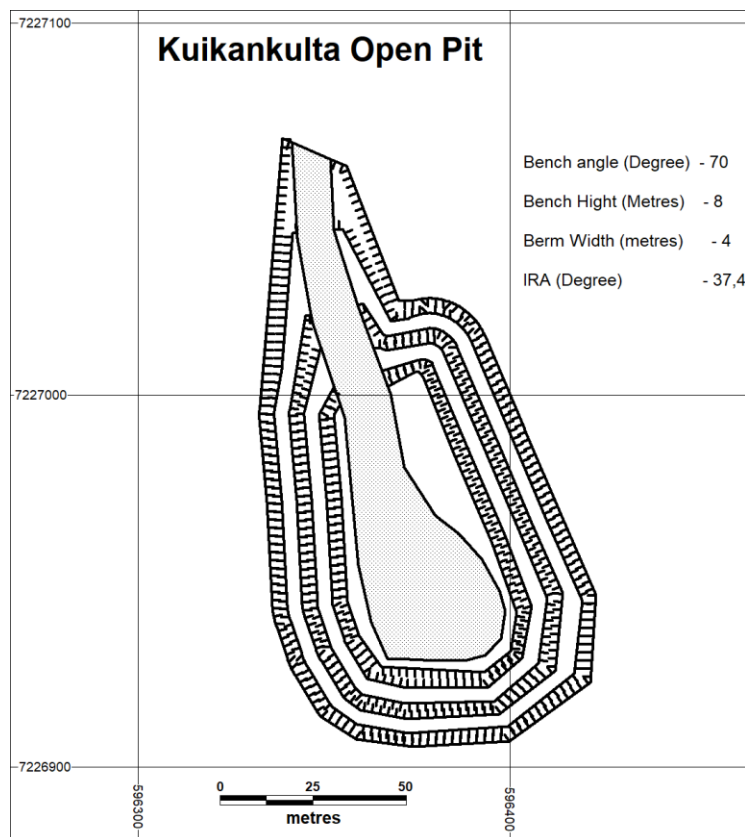 7227100
Kuikankulta Open Pit
Bench angle (Degree) - 70
Bench Hight (Metres) - 8
Berm Width (metres) - 4
IRA (Degree) - 37,4
7227000
7226900
0 25 50
metres
596300
596400